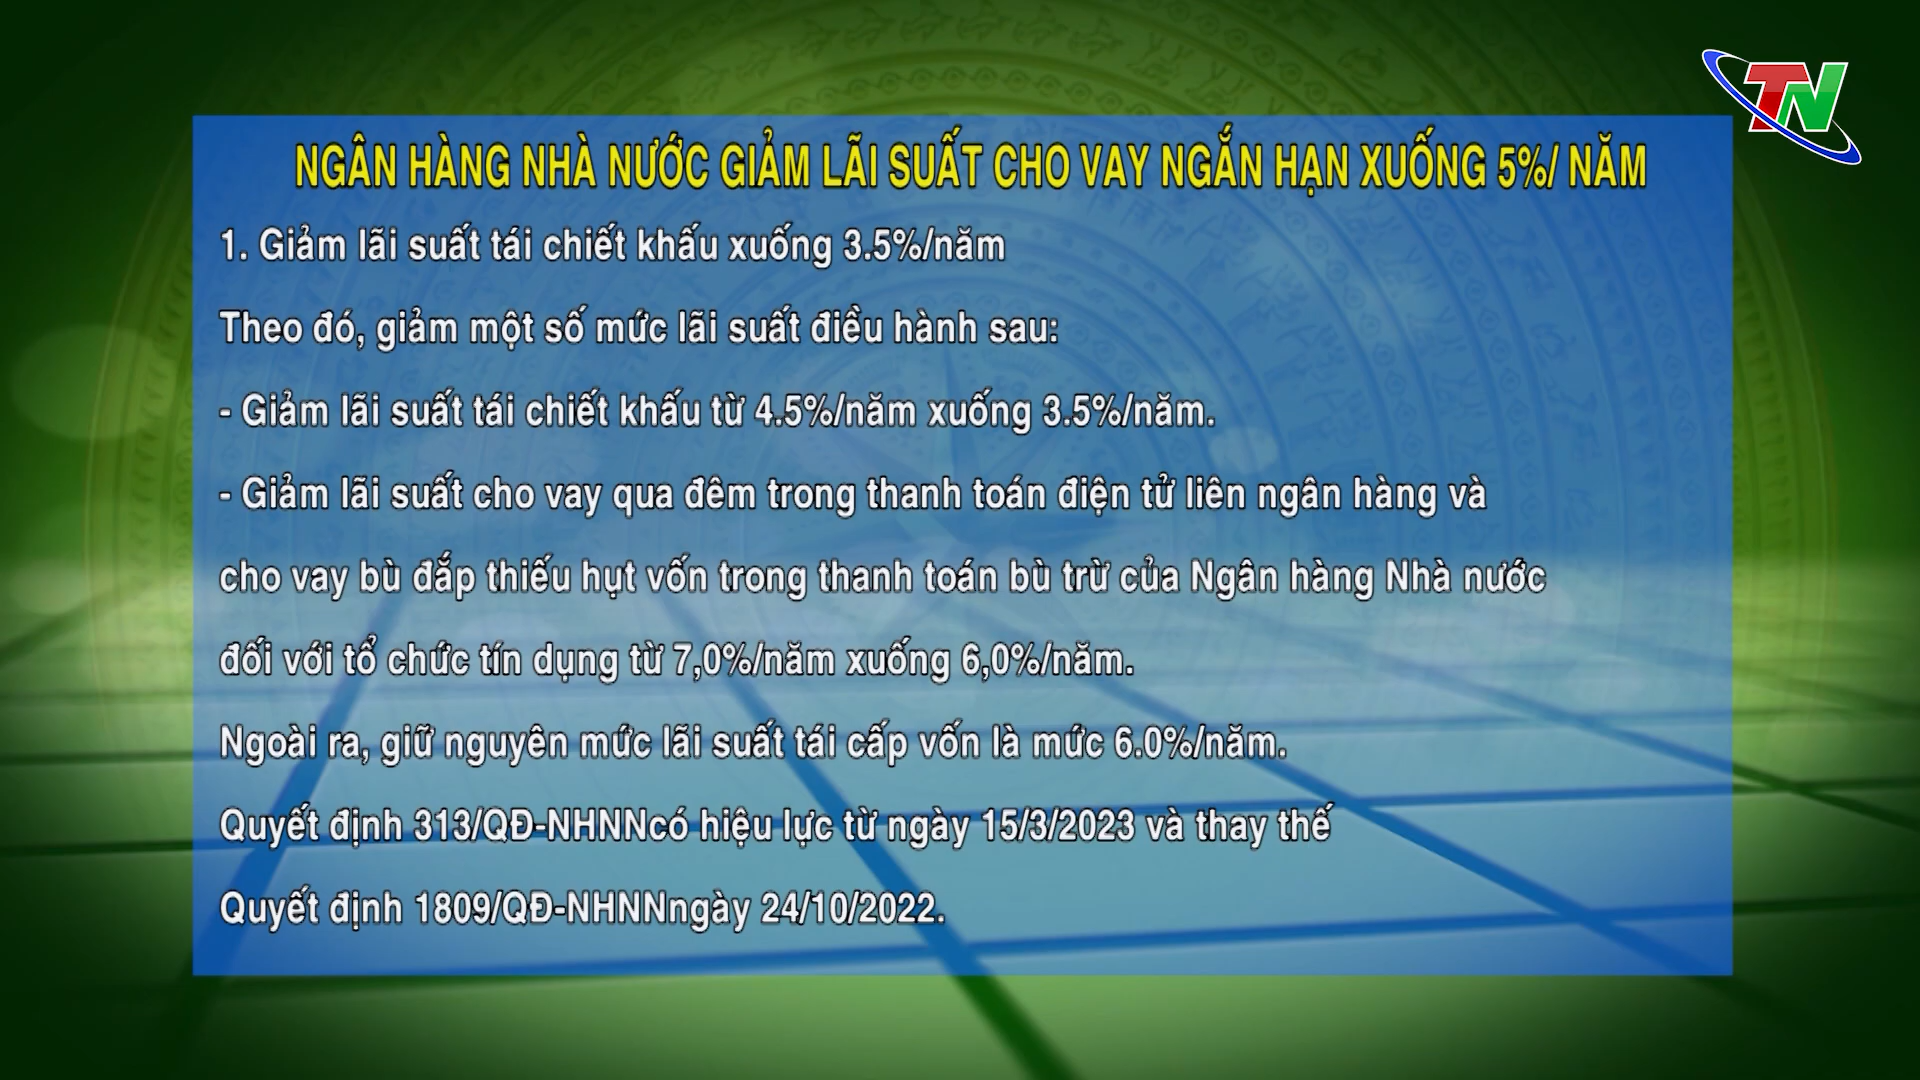 TN
NGÂN HÀNG NHÀ NƯỚC GIẢM LÃI SUẤT CHO VAY NGẮN HẠN XUỐNG 5%/ NĂM
1. Giảm lãi suất tái chiết khấu xuống 3.5%/năm
Theo đó, giảm một số mức lãi suất điều hành sau:
- Giảm lãi suất tái chiết khấu từ 4.5%/năm xuống 3.5%/năm.
- Giảm lãi suất cho vay qua đêm trong thanh toán điện tử liên ngân hàng và
cho vay bù đắp thiếu hụt vốn trong thanh toán bù trừ của Ngân hàng Nhà nước
đối với tổ chức tín dụng từ 7,0%/năm xuống 6,0%/năm.
Ngoài ra, giữ nguyên mức lãi suất tái cấp vốn là mức 6.0%/năm.
Quyết định 313/QĐ-NHNNcó hiệu lực từ ngày 15/3/2023 và thay thế
Quyết định 1809/QĐ-NHNNngày 24/10/2022.